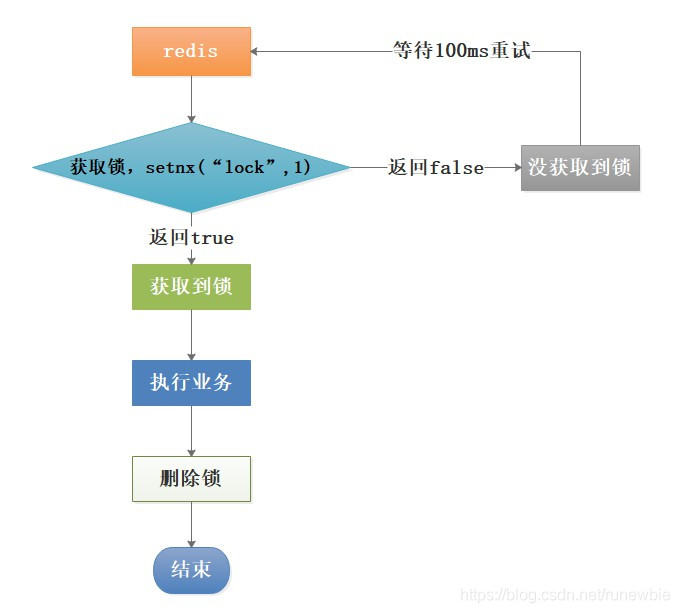 redis
等待100ms重试
获取锁，setnx(“lock”,1)
返回false
没获取到锁
返回true
获取到锁
执行业务
删除锁
结束
https://blog.csdn.net/runewbie